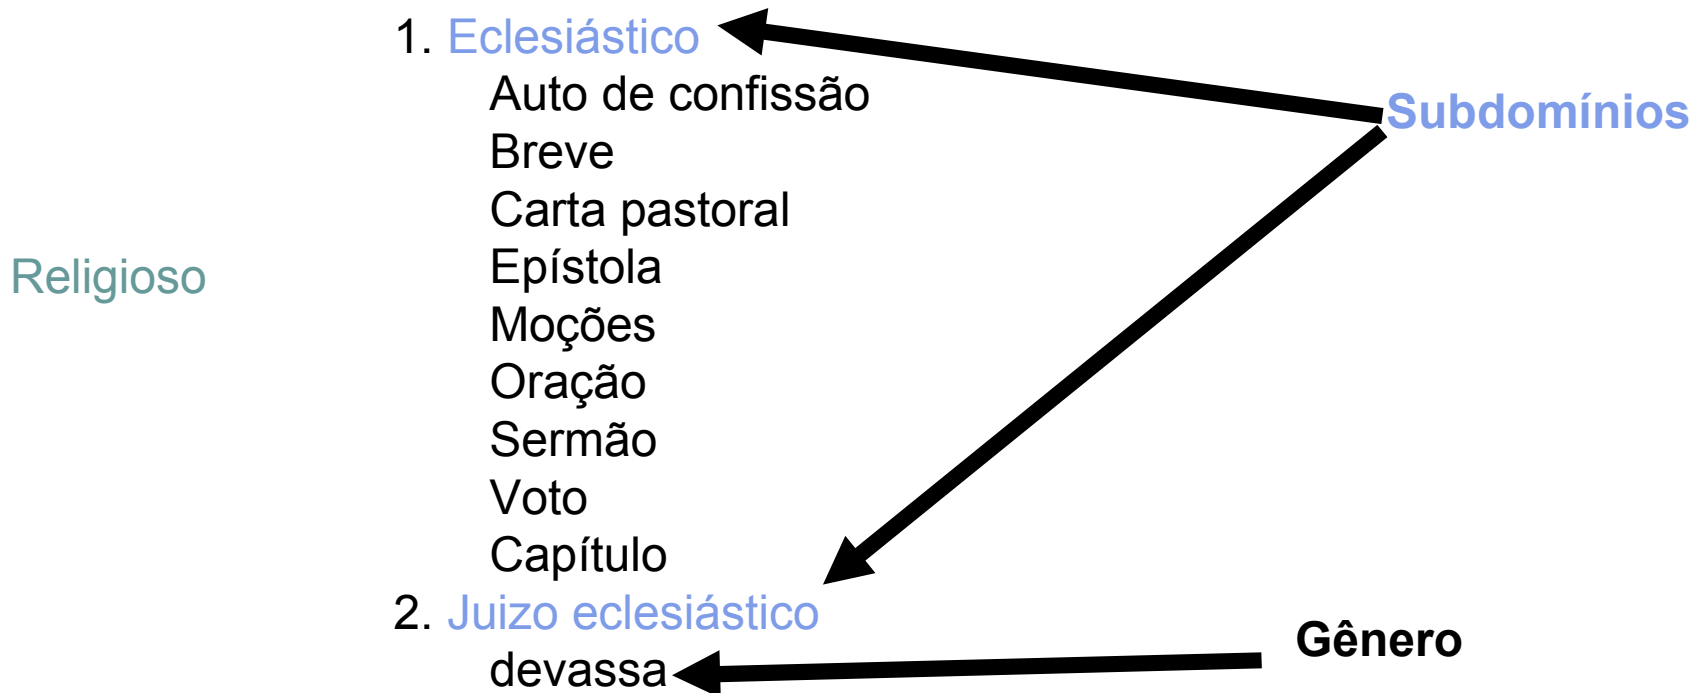 1. Eclesiástico
Auto de confissão
Subdomínios
Breve
Carta pastoral
Epístola
Religioso
Moções
Oração
Sermão
Voto
Capítulo
2. Juizo eclesiástico
Gênero
devassa